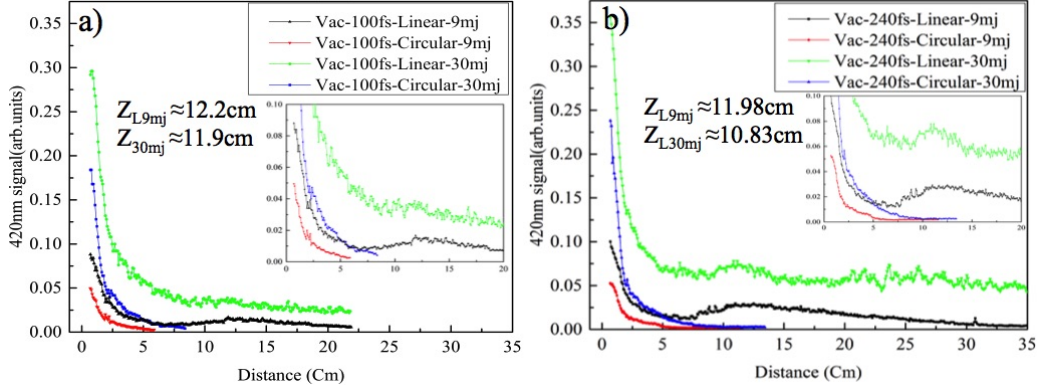 a)
Vac-100fs-Linear-9mj
Vac-100fs-Circular-9mj
Vac-100fs-Linear-30mj
Vac-100fs-Circular-30mj
Z_L9mj ≈12.2cm
Z_30mj ≈11.9cm
420nm signal(arb.units)
0.35
0.30
0.25
0.20
0.15
0.10
0.05
0.00
0.10
0.08
0.06
0.04
0.02
0.00
0 5 10 15 20
0 5 10 15 20 25 30 35
Distance (Cm)
b)
Vac-240fs-Linear-9mj
Vac-240fs-Circular-9mj
Vac-240fs-Linear-30mj
Vac-240fs-Circular-30mj
Z_L9mj ≈11.98cm
Z_L30mj ≈10.83cm
420nm signal(arb.units)
0.35
0.30
0.25
0.20
0.15
0.10
0.05
0.00
0.10
0.08
0.06
0.04
0.02
0.00
0 5 10 15 20
0 5 10 15 20 25 30 35
Distance (Cm)